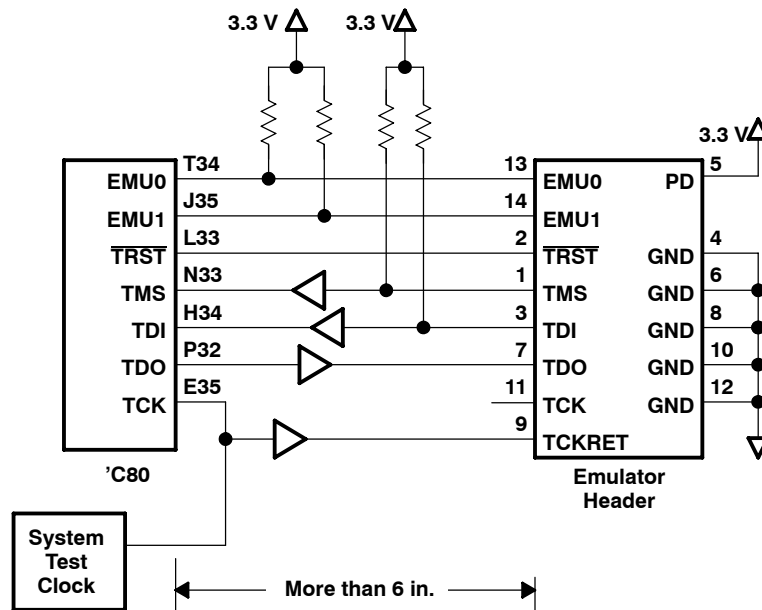 3.3 V 3.3 V
3.3 V
T34 13 5
EMU0 EMU0 PD
J35 14
EMU1 EMU1
L33 2 4
TRST TRST GND
N33 1 6
TMS TMS GND
H34 3 8
TDI TDI GND
P32 7 10
TDO TDO GND
E35 11 12
TCK TCK GND
9
TCKRET
'C80
Emulator
Header
System
Test
Clock
More than 6 in.